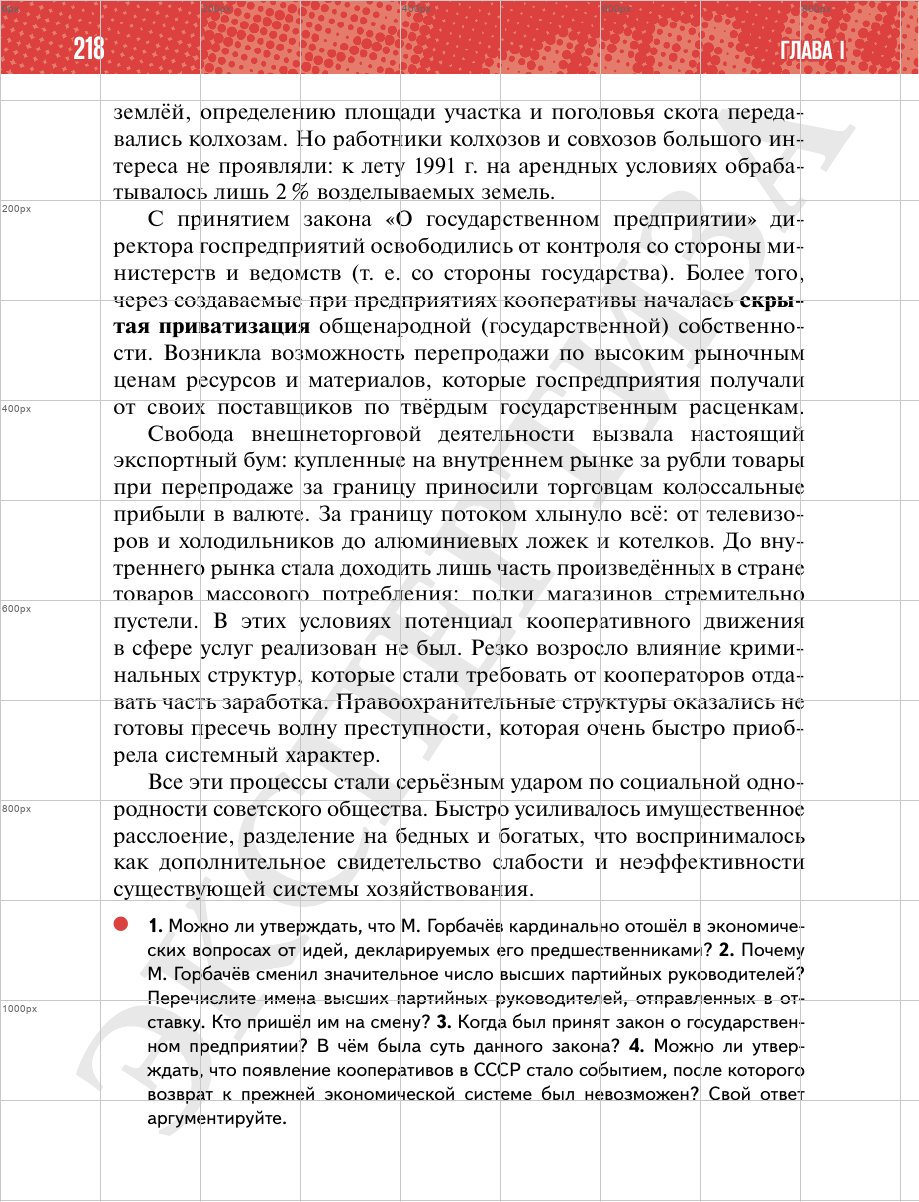 218
ГЛАВА I
землёй, определению площади участка и поголовья скота переда-
вались колхозам. Но работники колхозов и совхозов большого ин-
тереса не проявляли: к лету 1991 г. на арендных условиях обраба-
тывалось лишь 2 % возделываемых земель.
С принятием закона «О государственном предприятии» ди-
ректора госпредприятий освободились от контроля со стороны ми-
нистерств и ведомств (т. е. со стороны государства). Более того,
через создаваемые при предприятиях кооперативы началась скры-
тая приватизация общенародной (государственной) собственно-
сти. Возникла возможность перепродажи по высоким рыночным
ценам ресурсов и материалов, которые госпредприятия получали
от своих поставщиков по твёрдым государственным расценкам.
Свобода внешнеторговой деятельности вызвала настоящий
экспортный бум: купленные на внутреннем рынке за рубли товары
при перепродаже за границу приносили торговцам колоссальные
прибыли в валюте. За границу потоком хлынуло всё: от телевизо-
ров и холодильников до алюминиевых ложек и котелков. До вну-
треннего рынка стала доходить лишь часть произведённых в стране
товаров массового потребления; полки магазинов стремительно
пустели. В этих условиях потенциал кооперативного движения
в сфере услуг реализован не был. Резко возросло влияние крими-
нальных структур, которые стали требовать от кооператоров отда-
вать часть заработка. Правоохранительные структуры оказались не
готовы пресечь волну преступности, которая очень быстро приоб-
рела системный характер.
Все эти процессы стали серьёзным ударом по социальной одно-
родности советского общества. Быстро усиливалось имущественное
расслоение, разделение на бедных и богатых, что воспринималось
как дополнительное свидетельство слабости и неэффективности
существующей системы хозяйствования.
1. Можно ли утверждать, что М. Горбачёв кардинально отошёл в экономиче-
ских вопросах от идей, декларируемых его предшественниками? 2. Почему
М. Горбачёв сменил значительное число высших партийных руководителей?
Перечислите имена высших партийных руководителей, отправленных в от-
ставку. Кто пришёл им на смену? 3. Когда был принят закон о государствен-
ном предприятии? В чём была суть данного закона? 4. Можно ли утвер-
ждать, что появление кооперативов в СССР стало событием, после которого
возврат к прежней экономической системе был невозможен? Свой ответ
аргументируйте.
ЭКСПЕРТИЗА
200px
400px
600px
800px
1000px